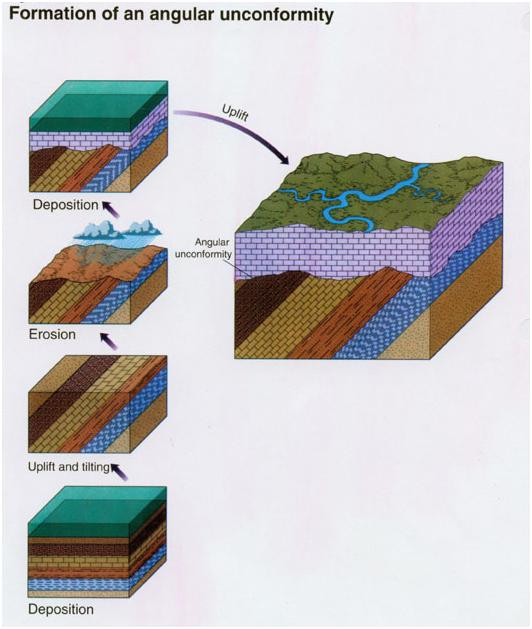 Formation of an angular unconformity
Uplift
Deposition
Angular
unconformity
Erosion
Uplift and tilting
Deposition